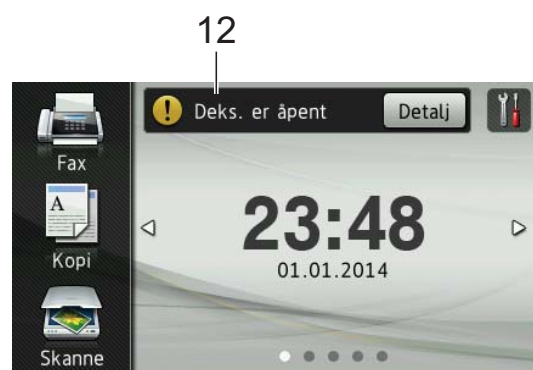 12
Deks. er åpent
Detalj
Fax
A
Kopi
Skanne
23:48
01.01.2014